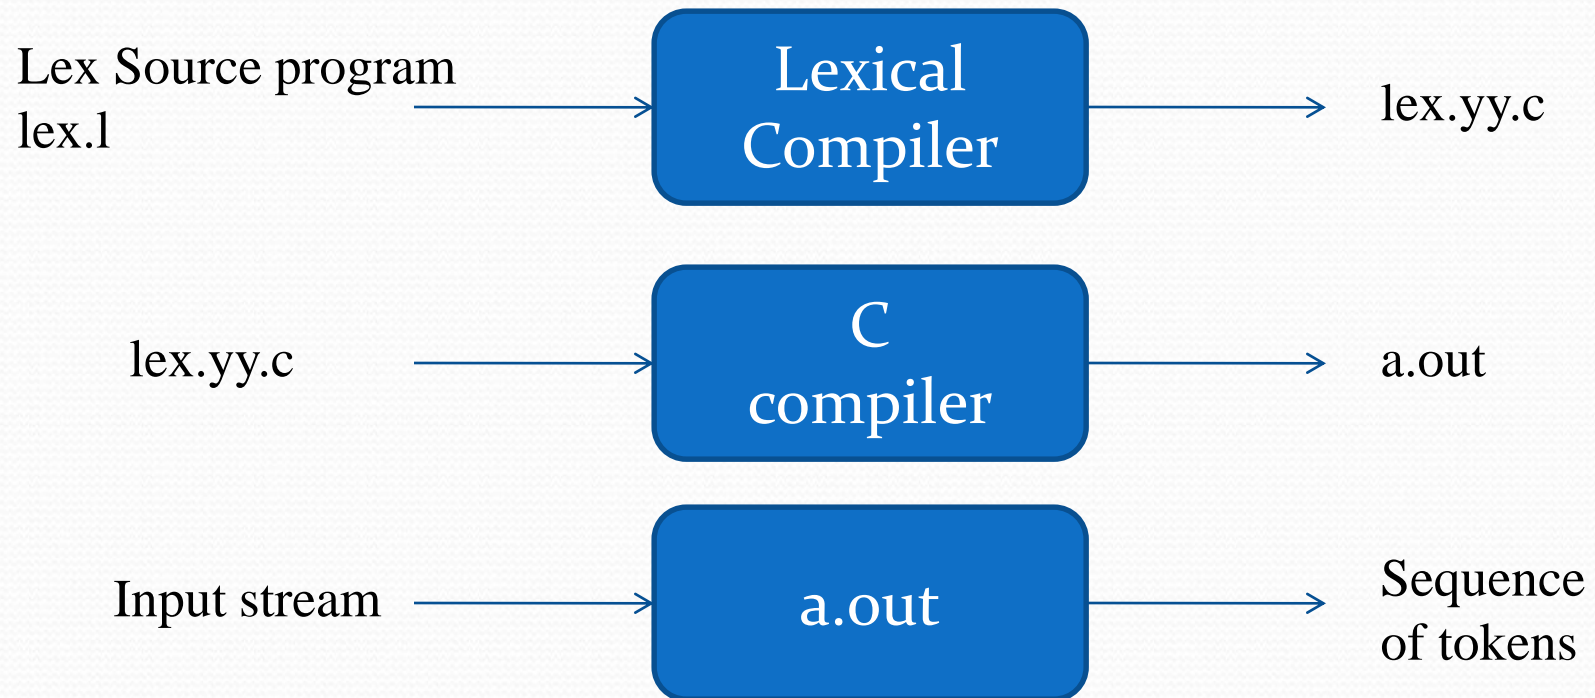 Lex Source program
lex.l
Lexical
Compiler
lex.yy.c
lex.yy.c
C
compiler
a.out
Input stream
a.out
Sequence
of tokens